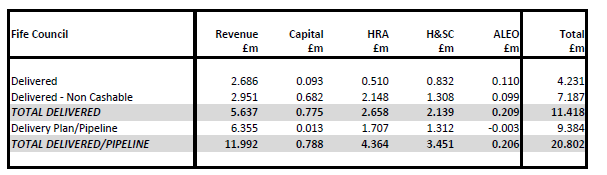 Fife Council Revenue Capital HRA H&SC ALEO Total
£m £m £m £m £m £m
Delivered 2.686 0.093 0.510 0.832 0.110 4.231
Delivered - Non Cashable 2.951 0.682 2.148 1.308 0.099 7.187
TOTAL DELIVERED 5.637 0.775 2.658 2.139 0.209 11.418
Delivery Plan/Pipeline 6.355 0.013 1.707 1.312 -0.003 9.384
TOTAL DELIVERED/PIPELINE 11.992 0.788 4.364 3.451 0.206 20.802